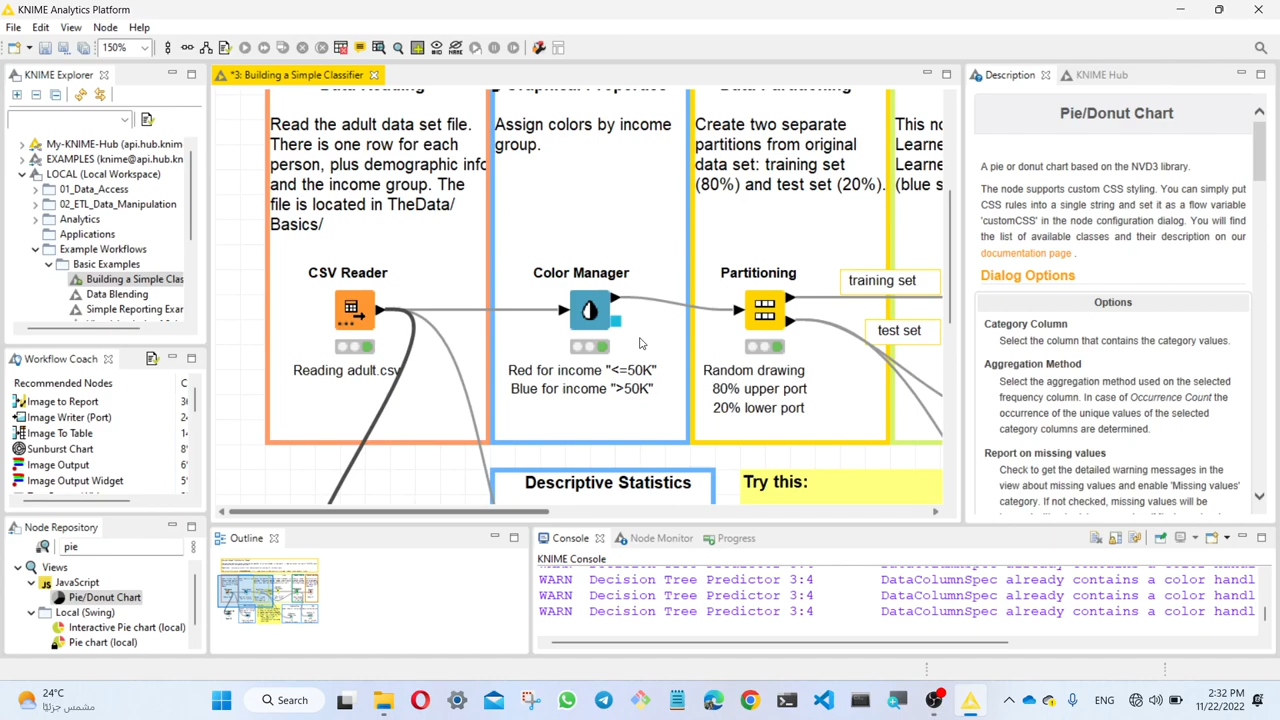 KNIME Analytics Platform
File Edit View Node Help
150%
KNIME Explorer
My-KNIME-Hub (api.hub.knim
EXAMPLES (knime@api.hub.kn
LOCAL (Local Workspace)
01_Data_Access
02_ETL_Data_Manipulation
Analytics
Applications
Example Workflows
Basic Examples
Building a Simple Clas
Data Blending
Simple Reporting Exar
Workflow Coach
Recommended Nodes C
Image to Report
Image Writer (Port)
Image To Table
Sunburst Chart
Image Output
Image Output Widget
Node Repository
pie
Views
JavaScript
Pie/Donut Chart
Local (Swing)
Interactive Pie chart (local)
Pie chart (local)
*3: Building a Simple Classifier
Read the adult data set file.
There is one row for each
person, plus demographic info
and the income group. The
file is located in TheData/
Basics/
CSV Reader
Reading adult.csv
Assign colors by income
group.
Color Manager
Red for income "<=50K"
Blue for income ">50K"
Create two separate
partitions from original
data set: training set
(80%) and test set (20%).
Partitioning
Random drawing
80% upper port
20% lower port
training set
test set
This no
Learne
Learne
(blue s
Descriptive Statistics
Try this:
Outline
Console Node Monitor Progress
KNIME Console
WARN Decision Tree Predictor 3:4 DataColumnSpec already contains a color handl
WARN Decision Tree Predictor 3:4 DataColumnSpec already contains a color handl
WARN Decision Tree Predictor 3:4 DataColumnSpec already contains a color handl
Description KNIME Hub
Pie/Donut Chart
A pie or donut chart based on the NVD3 library.
The node supports custom CSS styling. You can simply put
CSS rules into a single string and set it as a flow variable
'customCSS' in the node configuration dialog. You will find
the list of available classes and their description on our
documentation page .
Dialog Options
Options
Category Column
Select the column that contains the category values.
Aggregation Method
Select the aggregation method used on the selected
frequency column. In case of Occurrence Count the
occurrence of the unique values of the selected
category columns are determined.
Report on missing values
Check to get the detailed warning messages in the
view about missing values and enable 'Missing values'
category. If not checked, missing values will be
24°C
مشمس جزئيًا
Search
ENG
2:32 PM
11/22/2022